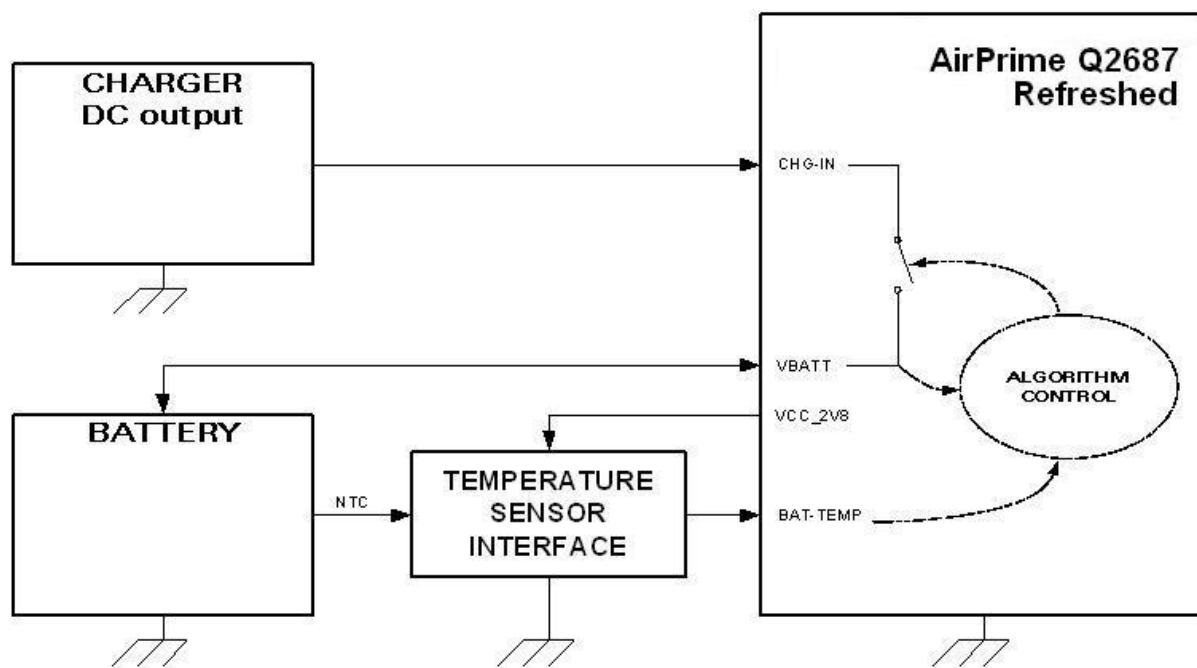 CHARGER
DC output
AirPrime Q2687
Refreshed
CHG-IN
VBATT
ALGORITHM
CONTROL
VCC_2V8
BATTERY
TEMPERATURE
SENSOR
INTERFACE
NTC
BAT-TEMP